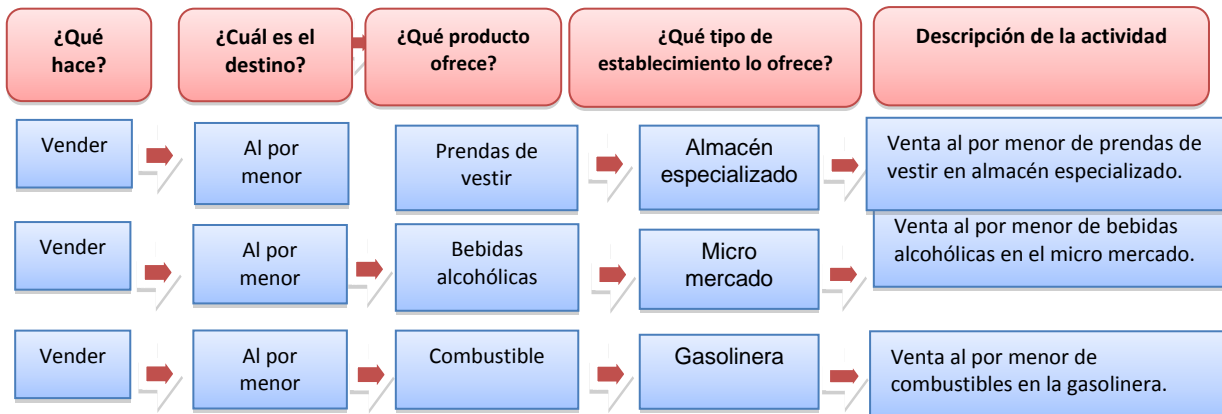 ¿Qué
hace?
¿Cuál es el
destino?
¿Qué producto
ofrece?
¿Qué tipo de
establecimiento lo ofrece?
Descripción de la actividad
Vender
Al por
menor
Prendas de
vestir
Almacén
especializado
Venta al por menor de prendas de
vestir en almacén especializado.
Vender
Al por
menor
Bebidas
alcohólicas
Micro
mercado
Venta al por menor de bebidas
alcohólicas en el micro mercado.
Vender
Al por
menor
Combustible
Gasolinera
Venta al por menor de
combustibles en la gasolinera.